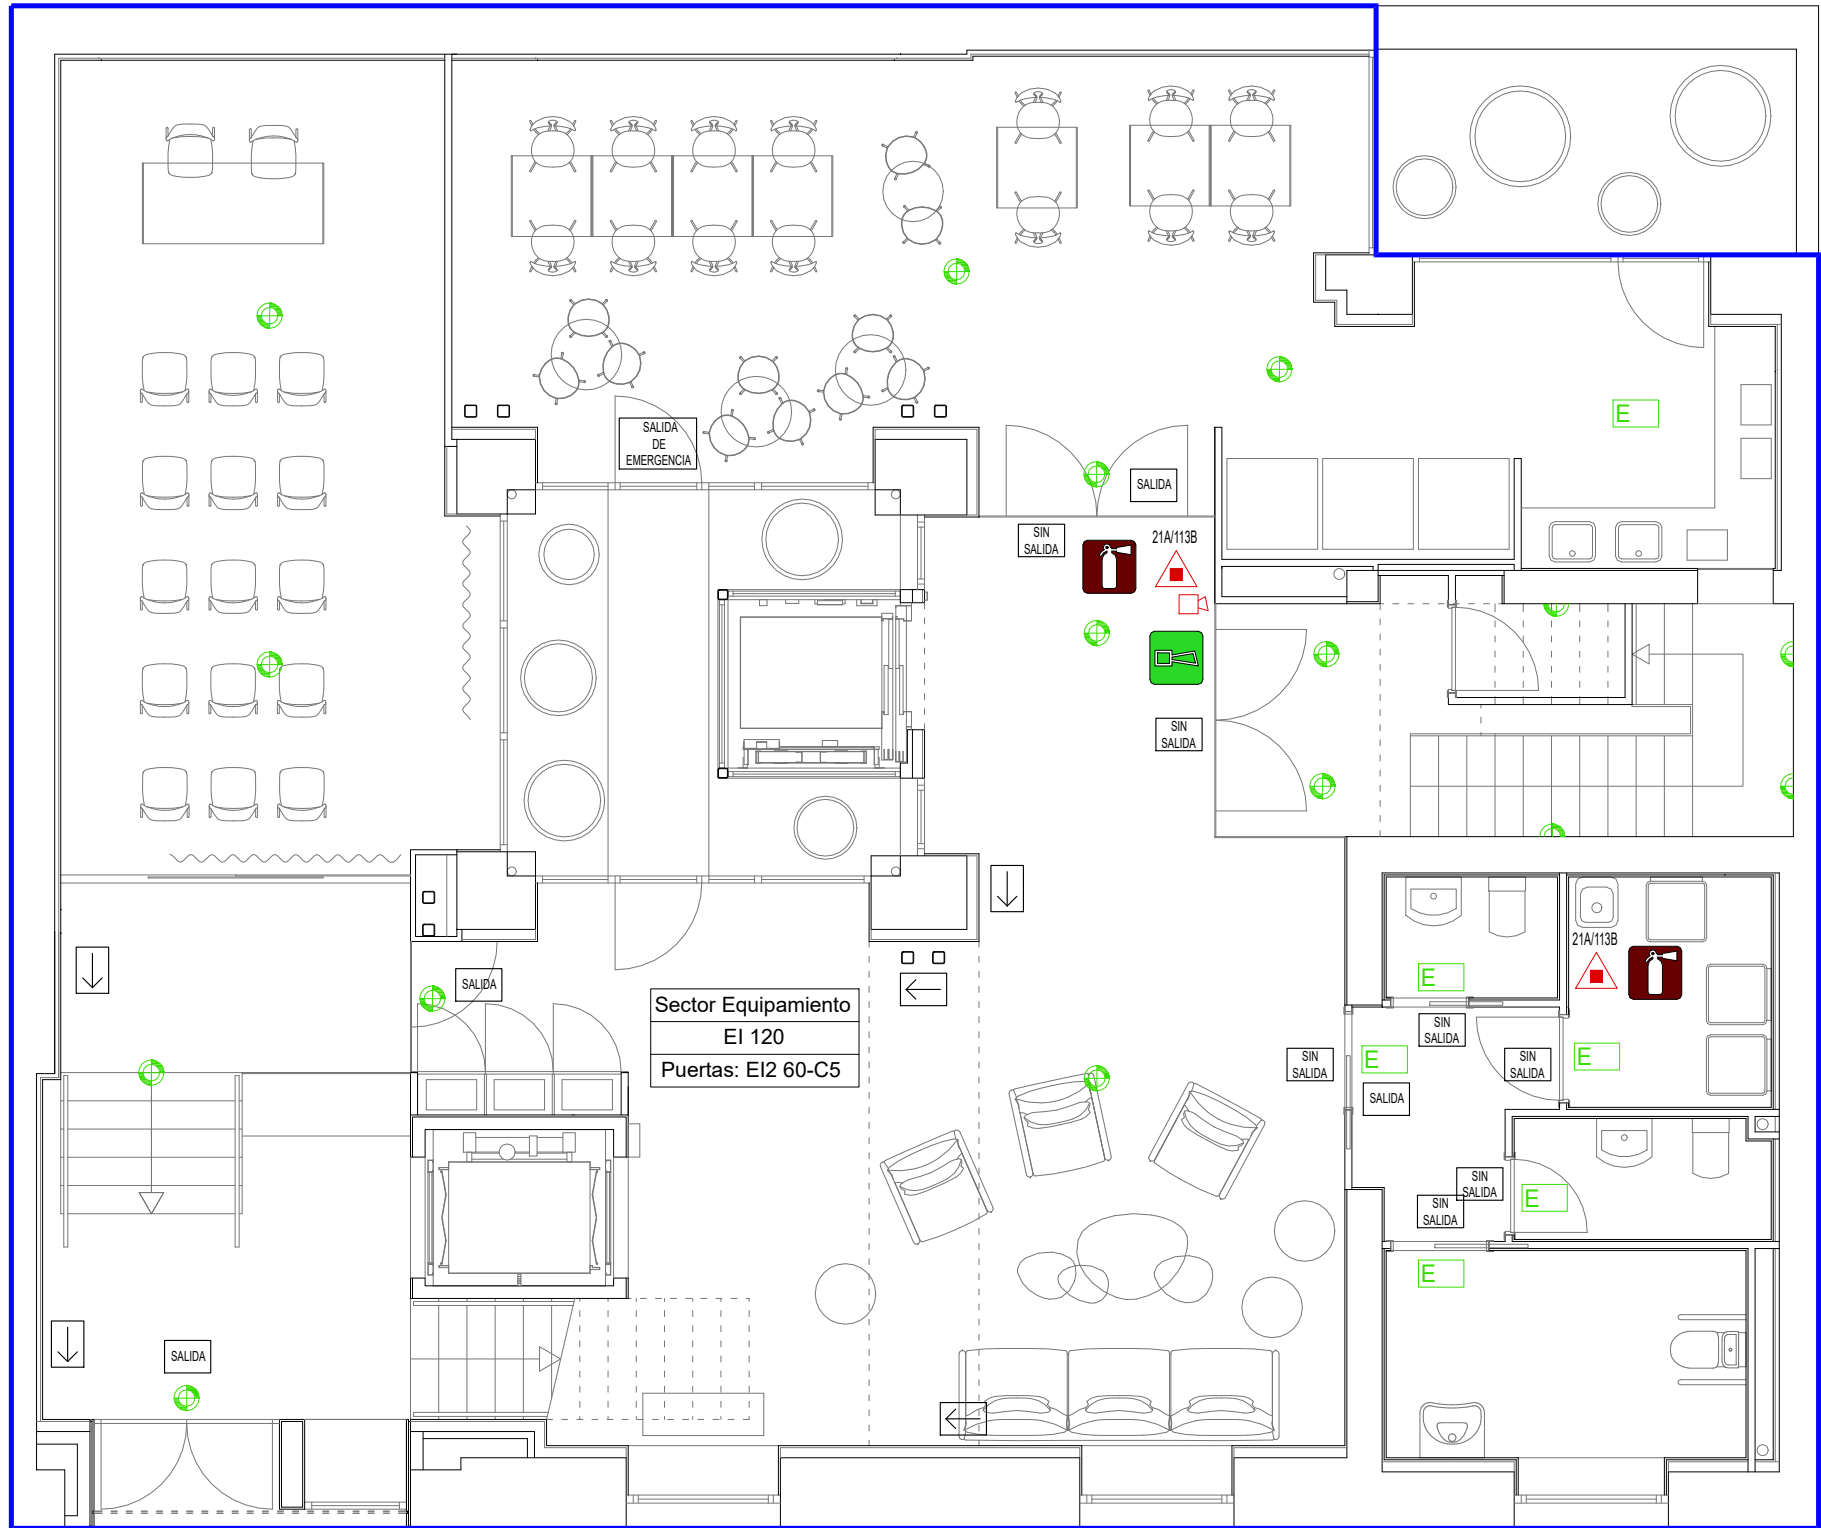 E
SALIDA
DE
EMERGENCIA
SALIDA
SIN
SALIDA
21A/113B
SIN
SALIDA
21A/113B
E
SALIDA
Sector Equipamiento
EI 120
Puertas: EI2 60-C5
SIN
SALIDA
SIN
SALIDA
E
SIN
SALIDA
E
SALIDA
SIN
SALIDA
E
SIN
SALIDA
E
SALIDA